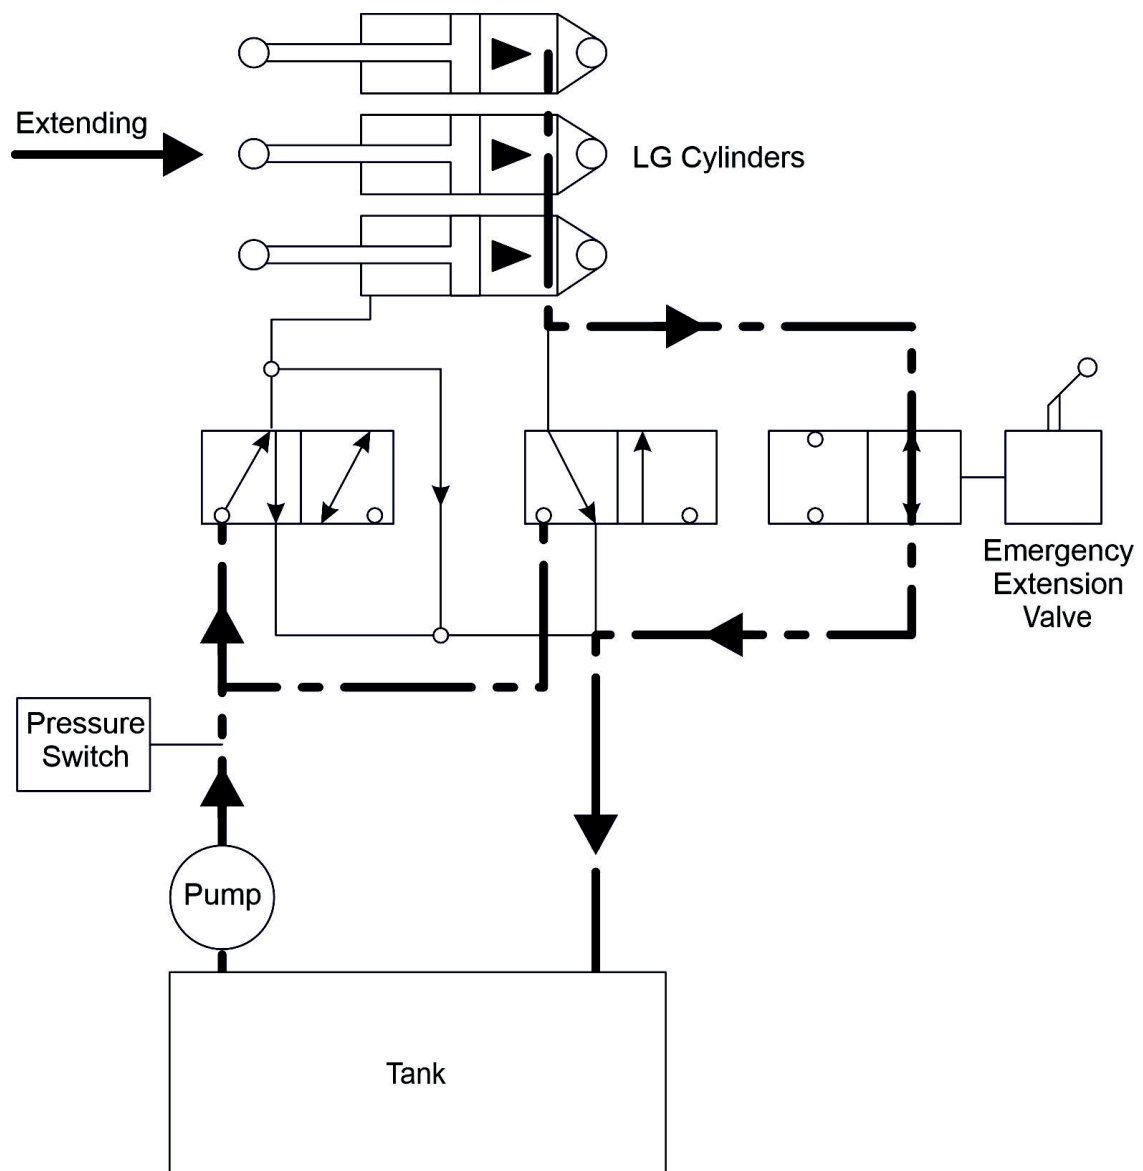 Extending
LG Cylinders
Emergency
Extension
Valve
Pressure
Switch
Pump
Tank